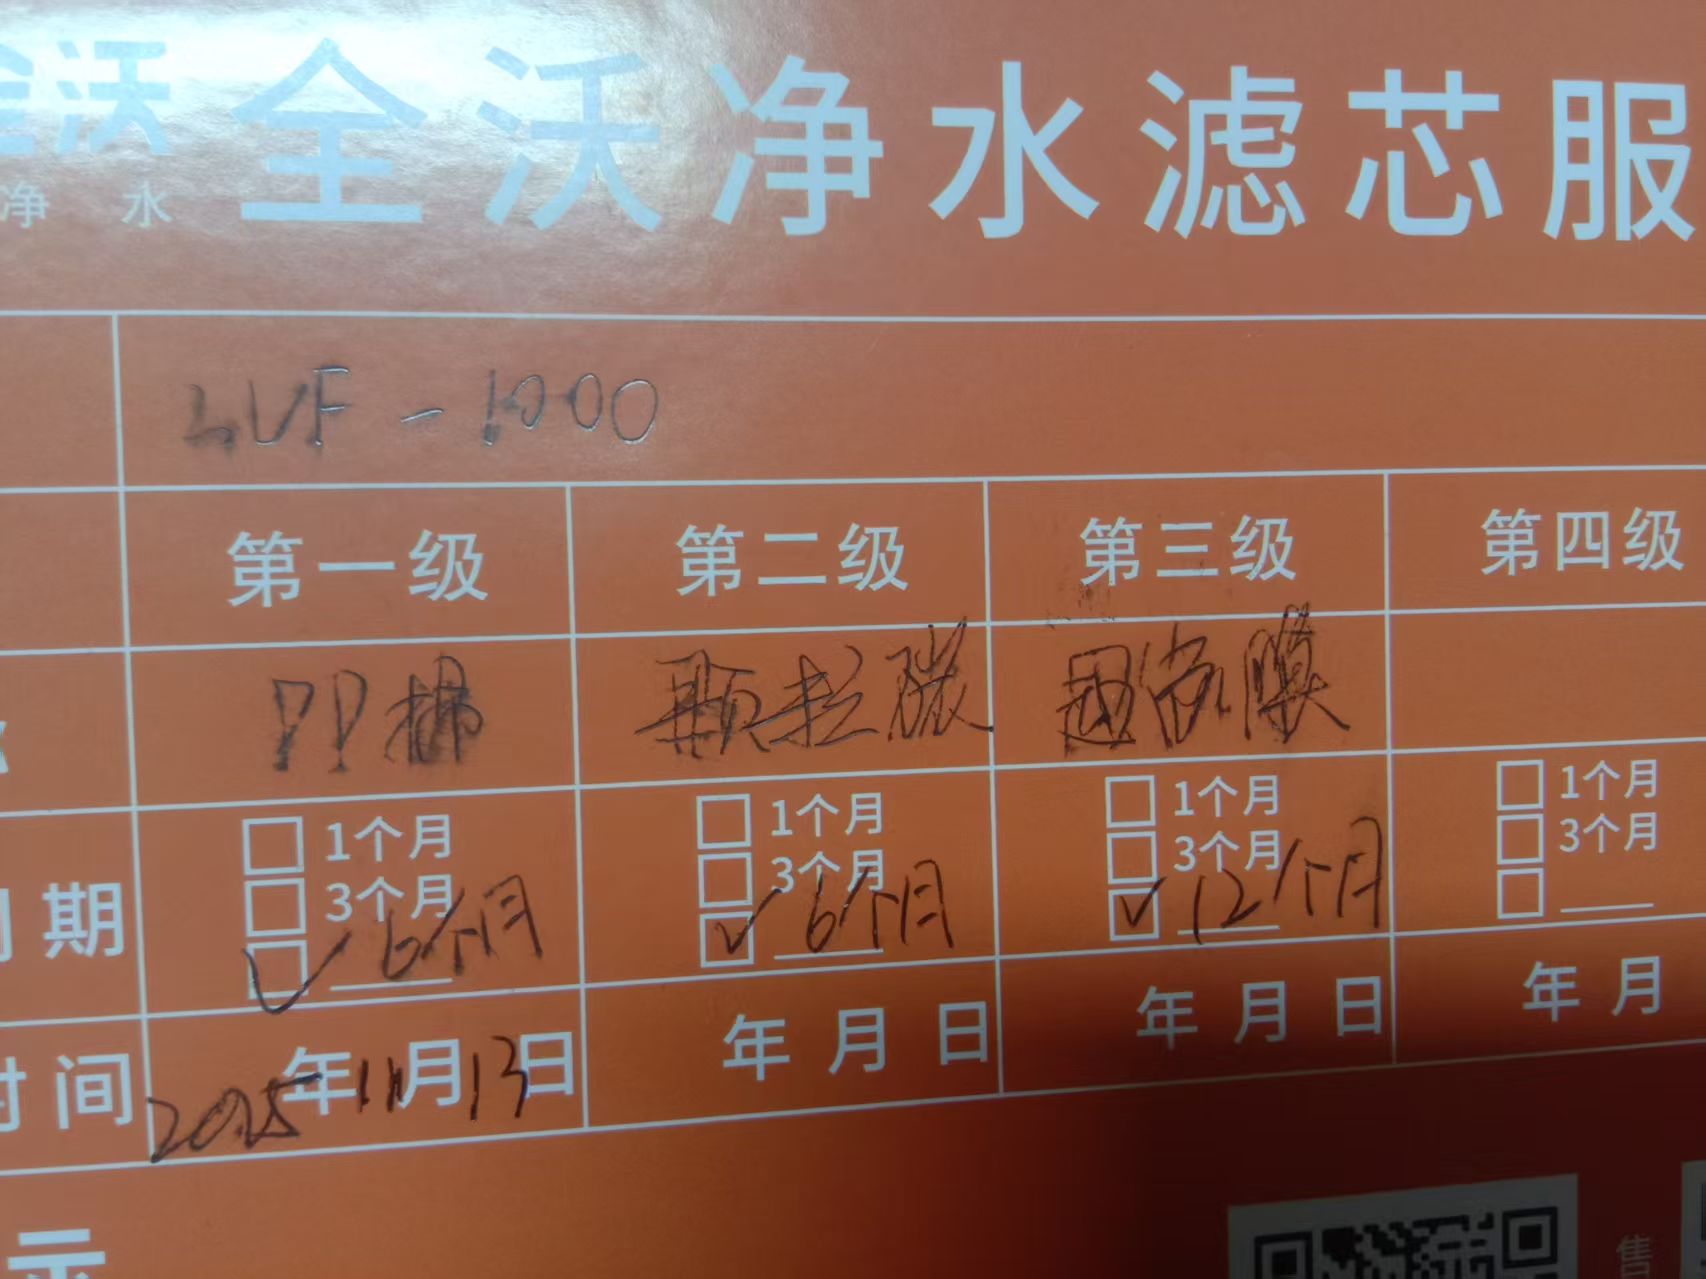 全沃 全沃净水滤芯服
净水
UF-1000
第一级 第二级 第三级 第四级
PP棉 颗粒碳 超滤膜
1个月 1个月 1个月 1个月
3个月 3个月 3个月 3个月
期 ✓ 6个月 ✓ 6个月 ✓ 12个月
时间 2025年11月13日 年 月 日 年 月 日 年 月
示
售